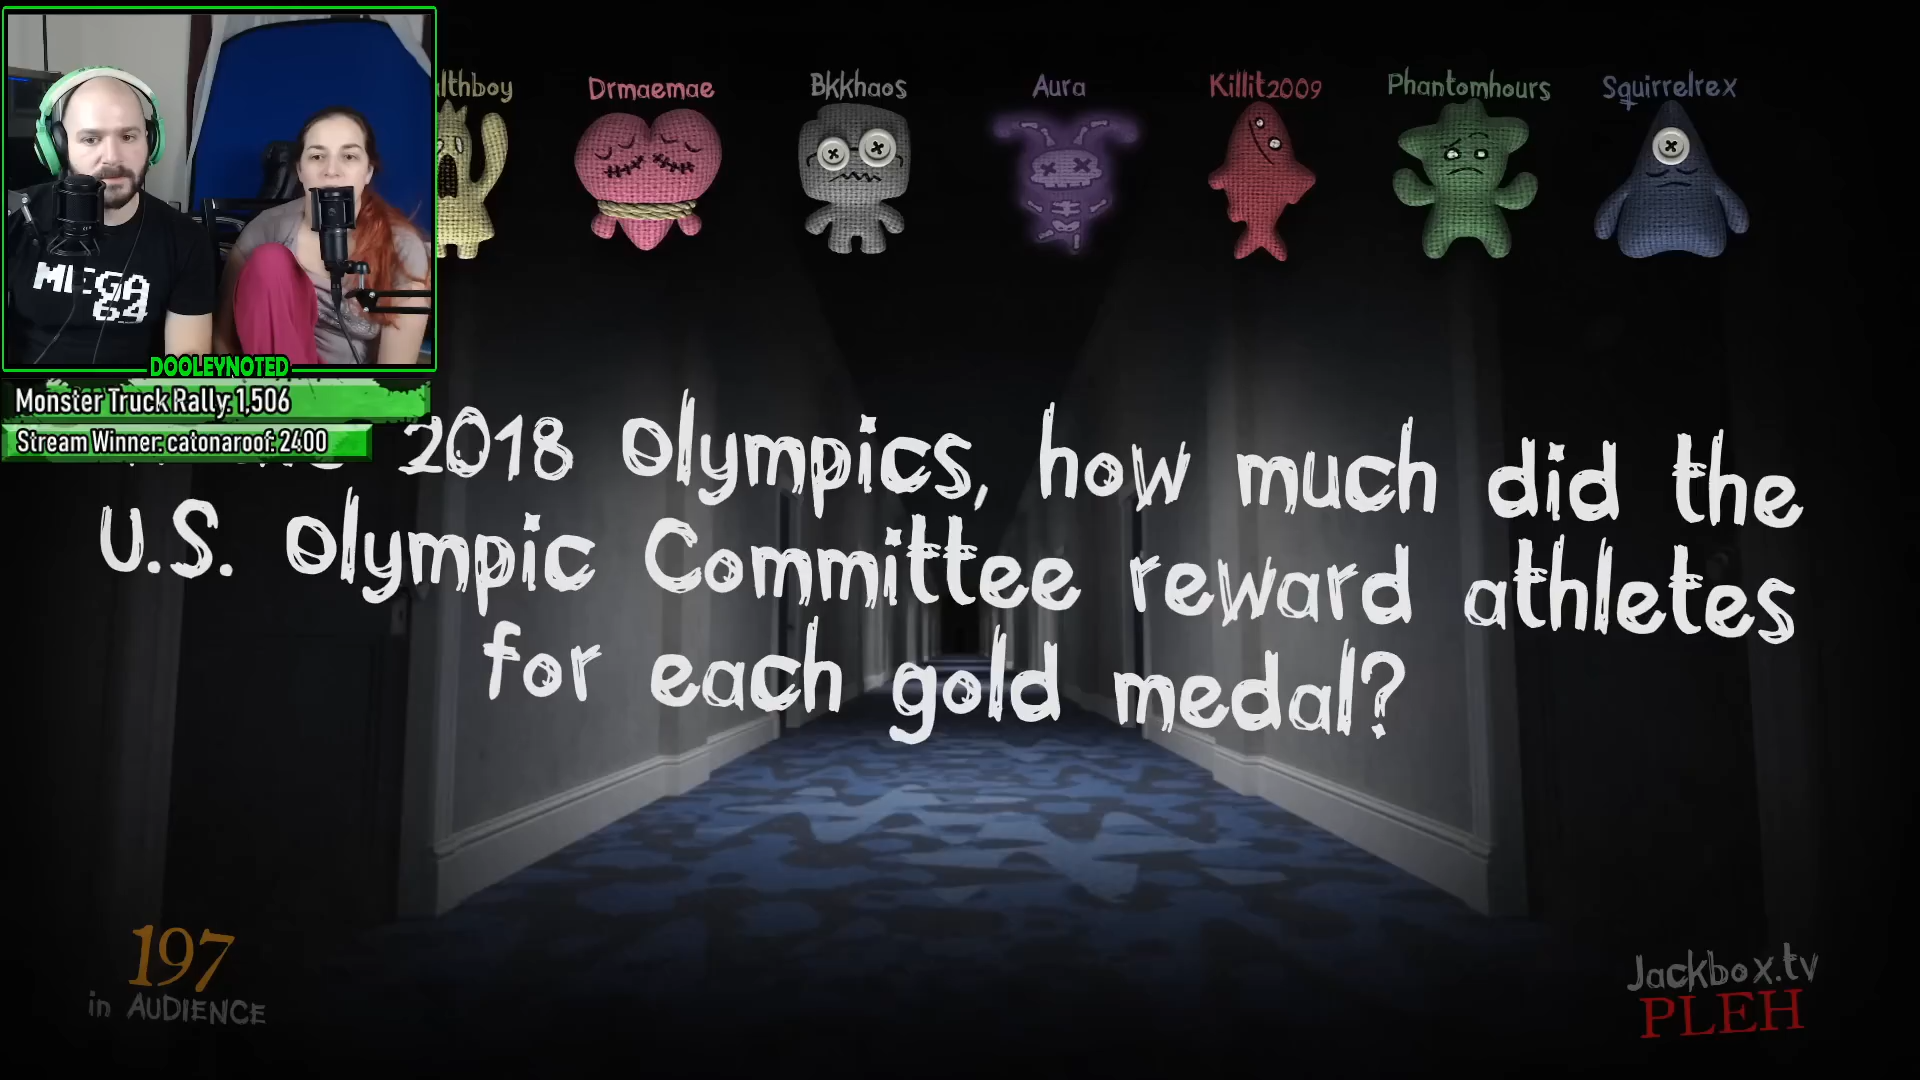 lthboy
Drmaemae
Bkkhaos
Aura
Killit2009
Phantomhours
Squirrelrex
MEGA
64
DOOLEYNOTED
Monster Truck Rally: 1,506
Stream Winner: catonaroof: 2400
2018 Olympics, how much did the
U.S. Olympic Committee reward athletes
for each gold medal?
197
in AUDIENCE
Jackbox.tv
PLEH